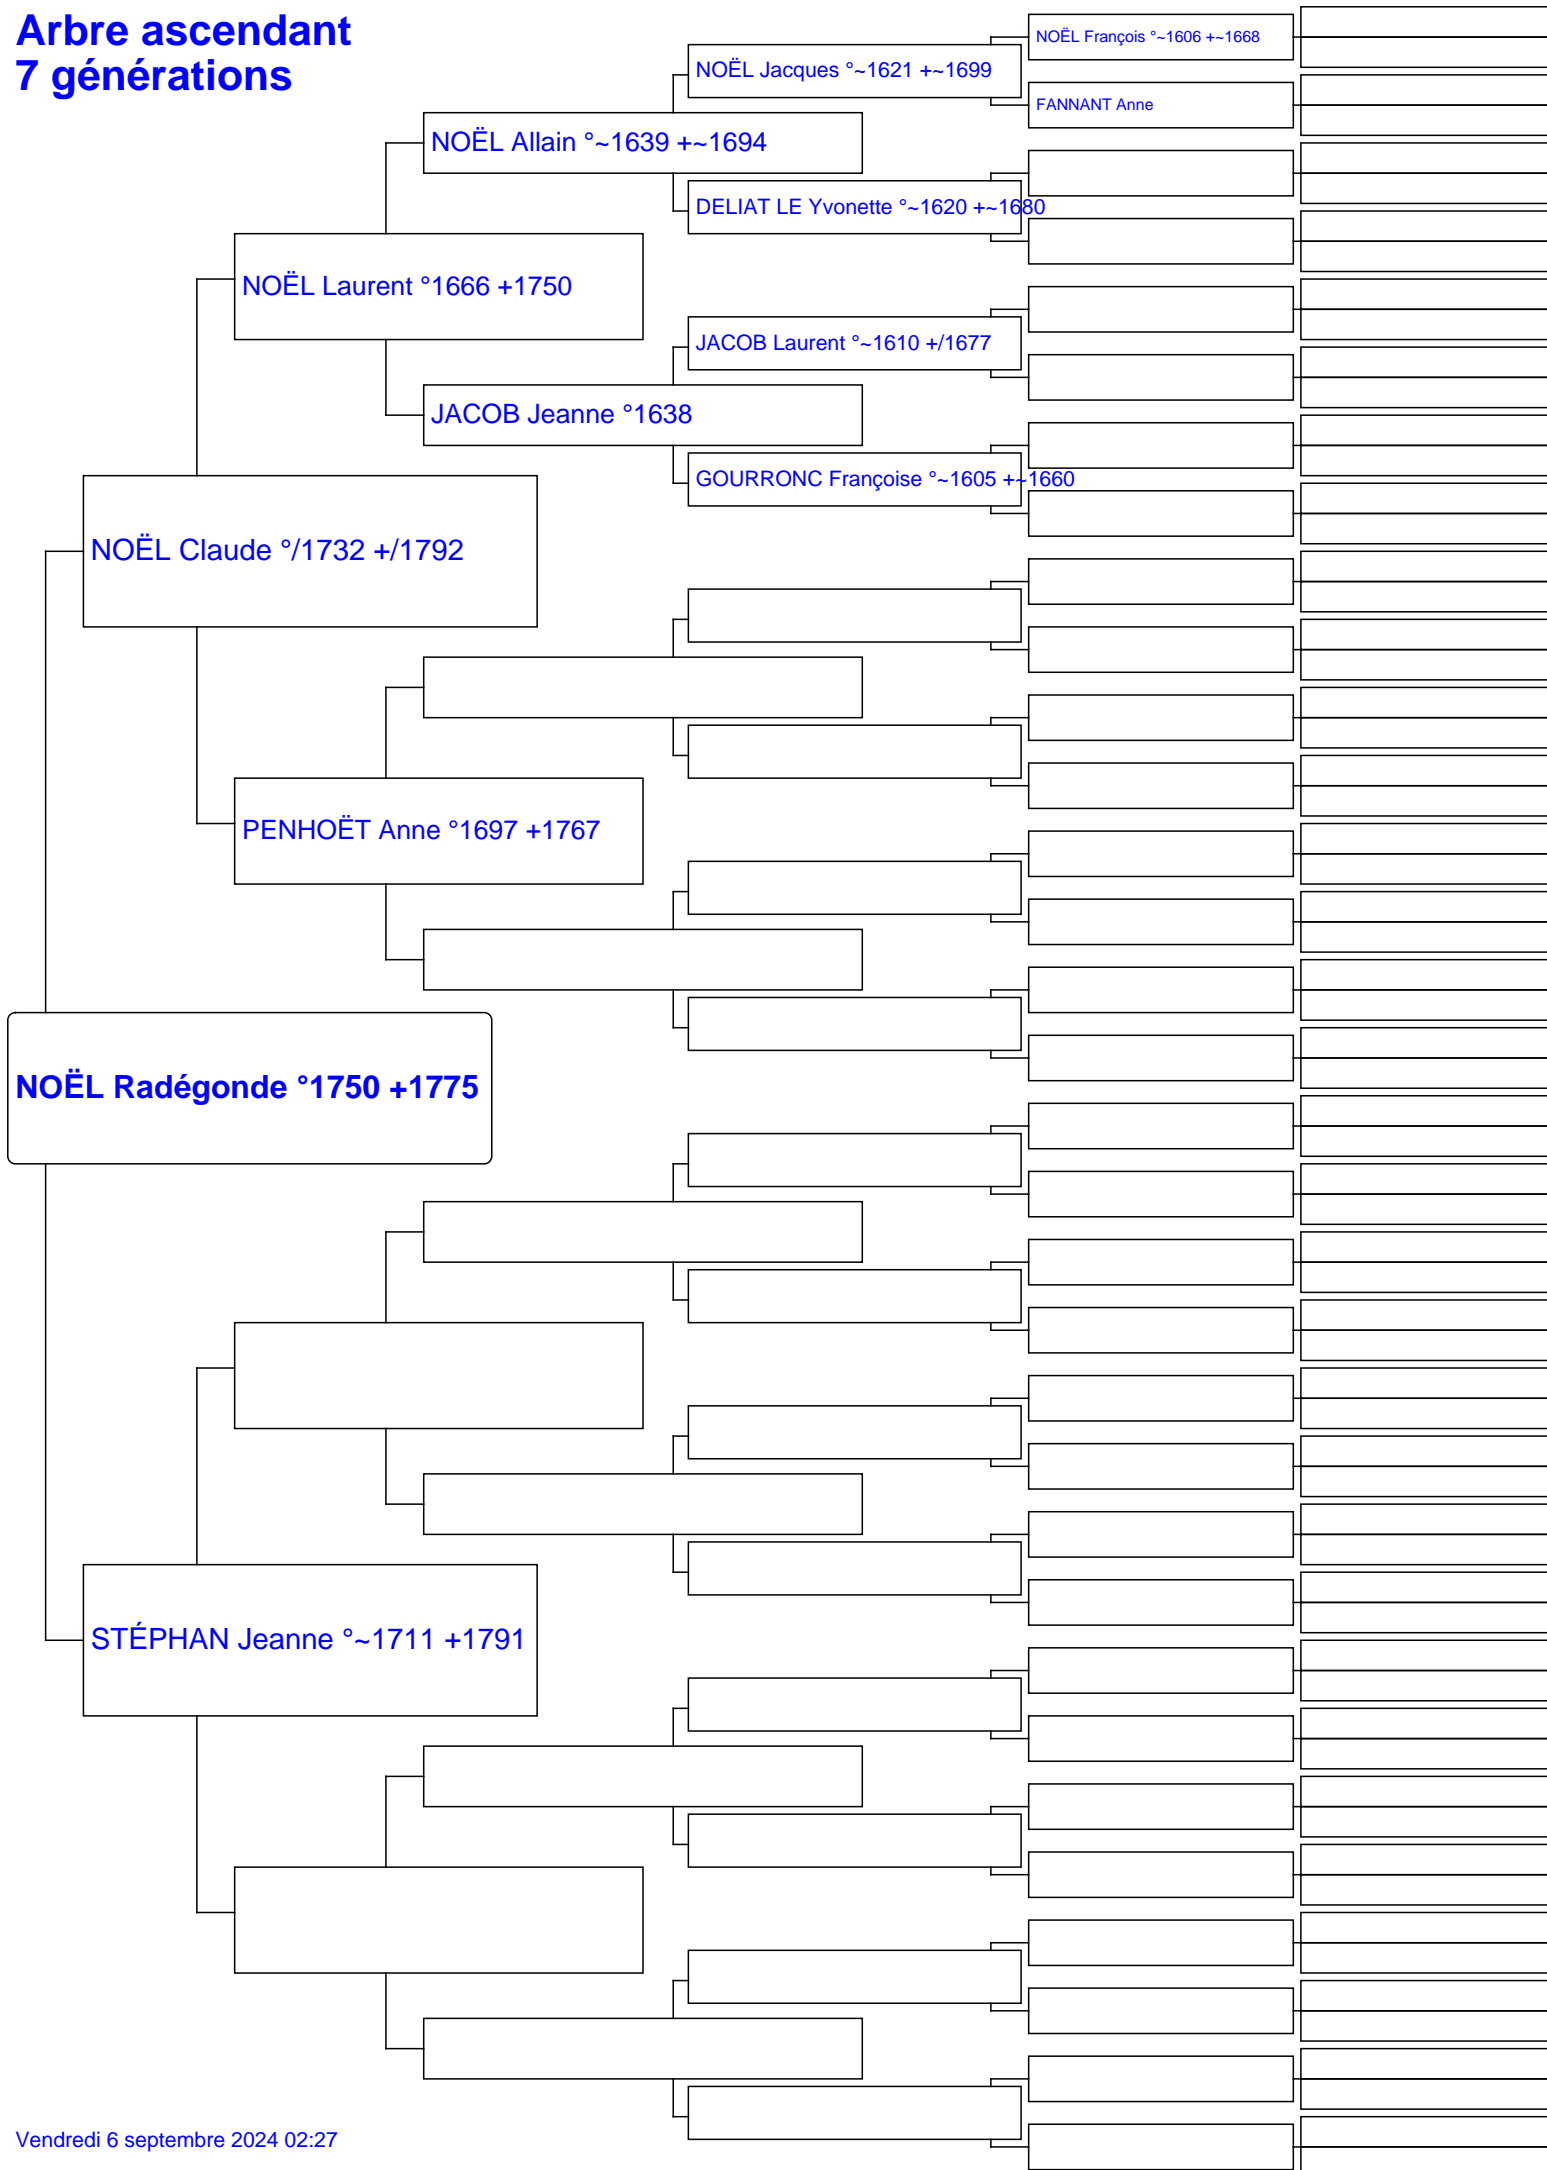 Arbre ascendant
7 générations
NOËL François °~1606 +~1668
NOËL Jacques °~1621 +~1699
FANNANT Anne
NOËL Allain °~1639 +~1694
DELIAT LE Yvonette °~1620 +~1680
NOËL Laurent °1666 +1750
JACOB Laurent °~1610 +/1677
JACOB Jeanne °1638
GOURRONC Françoise °~1605 +~1660
NOËL Claude °/1732 +/1792
PENHOËT Anne °1697 +1767
NOËL Radégonde °1750 +1775
STÉPHAN Jeanne °~1711 +1791
Vendredi 6 septembre 2024 02:27